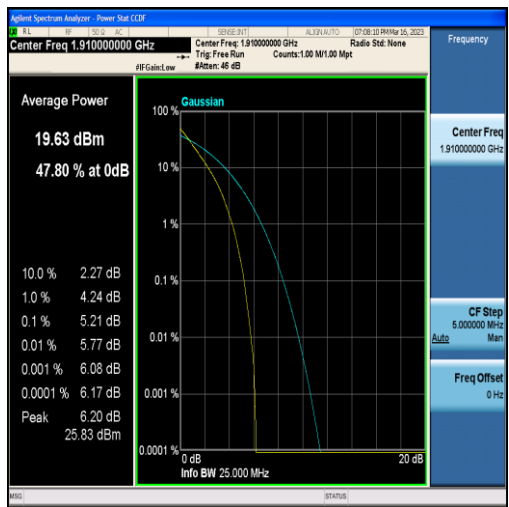 Agilent Spectrum Analyzer - Power Stat CCDF
RL RF 50 Ω AC SENSE:INT ALIGN AUTO 07:08:10 PM Mar 16, 2023
Center Freq 1.910000000 GHz
Center Freq: 1.910000000 GHz Radio Std: None
Trig: Free Run Counts:1.00 M/1.00 Mpt
#IFGain:Low #Atten: 46 dB
Frequency
Average Power
19.63 dBm
47.80 % at 0dB
10.0 % 2.27 dB
1.0 % 4.24 dB
0.1 % 5.21 dB
0.01 % 5.77 dB
0.001 % 6.08 dB
0.0001 % 6.17 dB
Peak 6.20 dB
25.83 dBm
Gaussian
100 %
10 %
1 %
0.1 %
0.01 %
0.001 %
0.0001 %
0 dB 20 dB
Info BW 25.000 MHz
Center Freq
1.910000000 GHz
CF Step
5.000000 MHz
Auto Man
Freq Offset
0 Hz
MSG STATUS